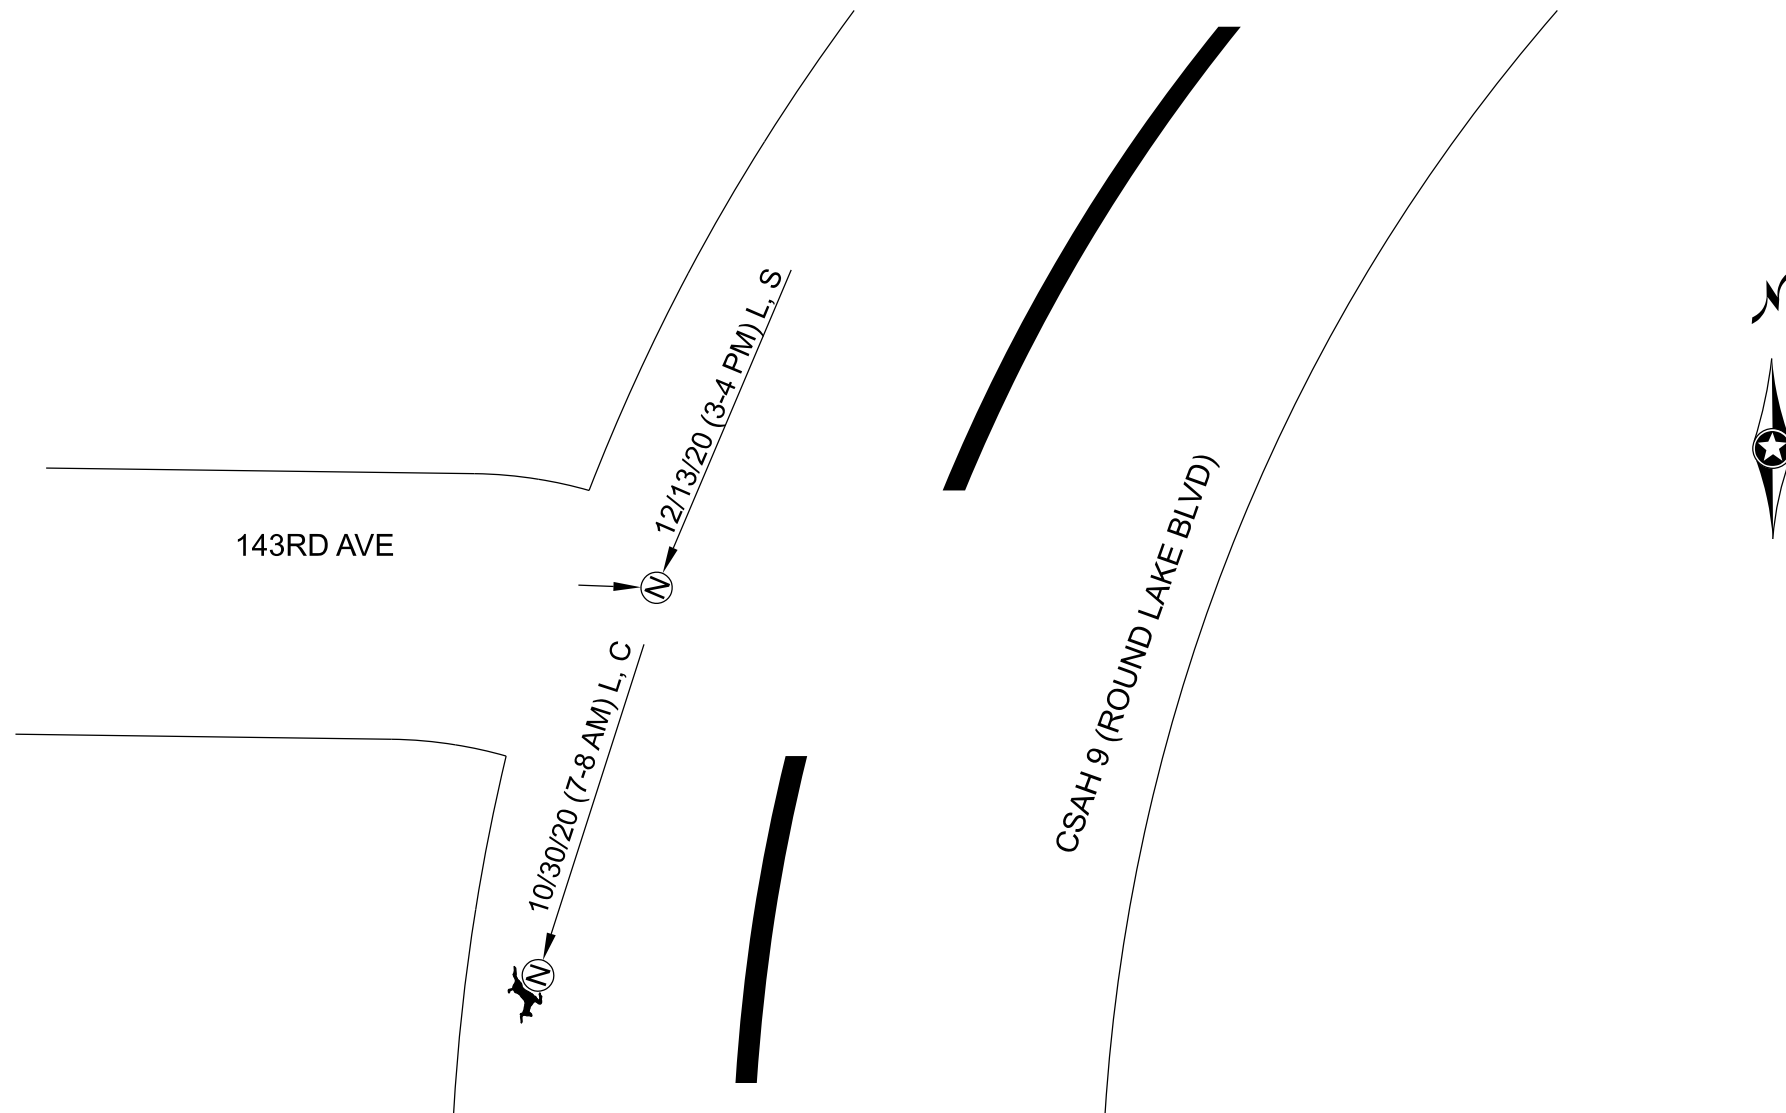 12/13/20 (3-4 PM) L, S
N
143RD AVE
N
10/30/20 (7-8 AM) L, C
N
CSAH 9 (ROUND LAKE BLVD)